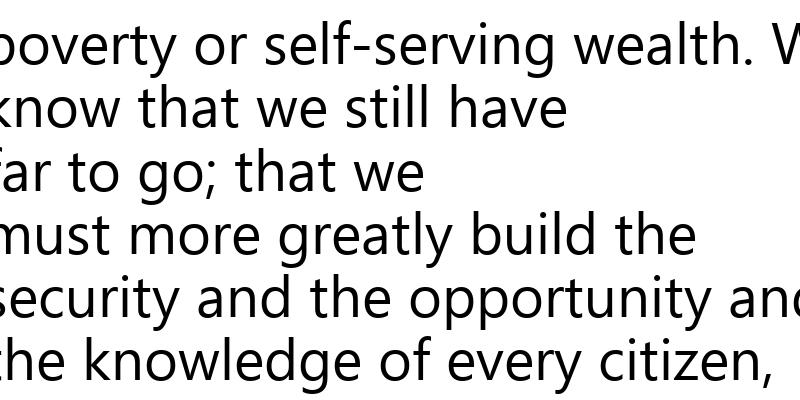 poverty or self-serving wealth. W
know that we still have
far to go; that we
must more greatly build the
security and the opportunity and
the knowledge of every citizen,